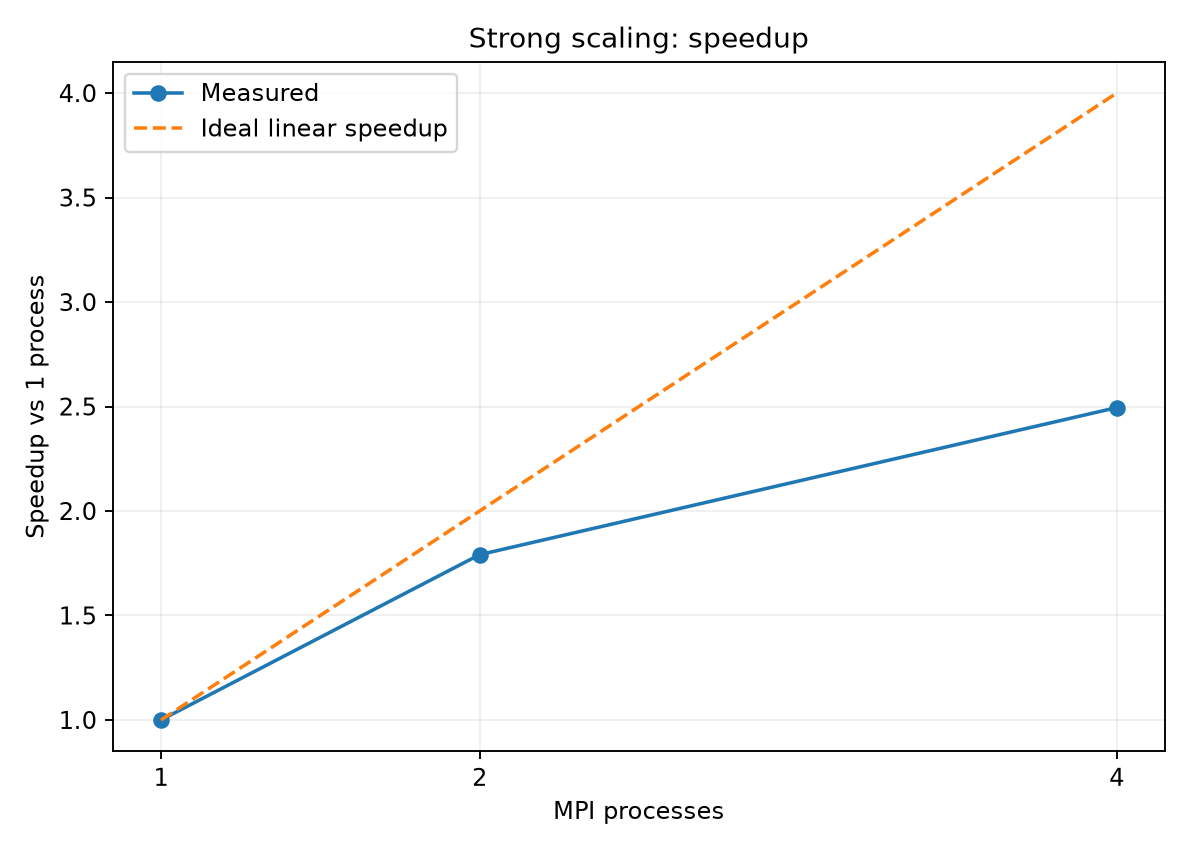 Strong scaling: speedup
Measured
Ideal linear speedup
4.0
3.5
3.0
2.5
2.0
1.5
1.0
Speedup vs 1 process
1 2 4
MPI processes